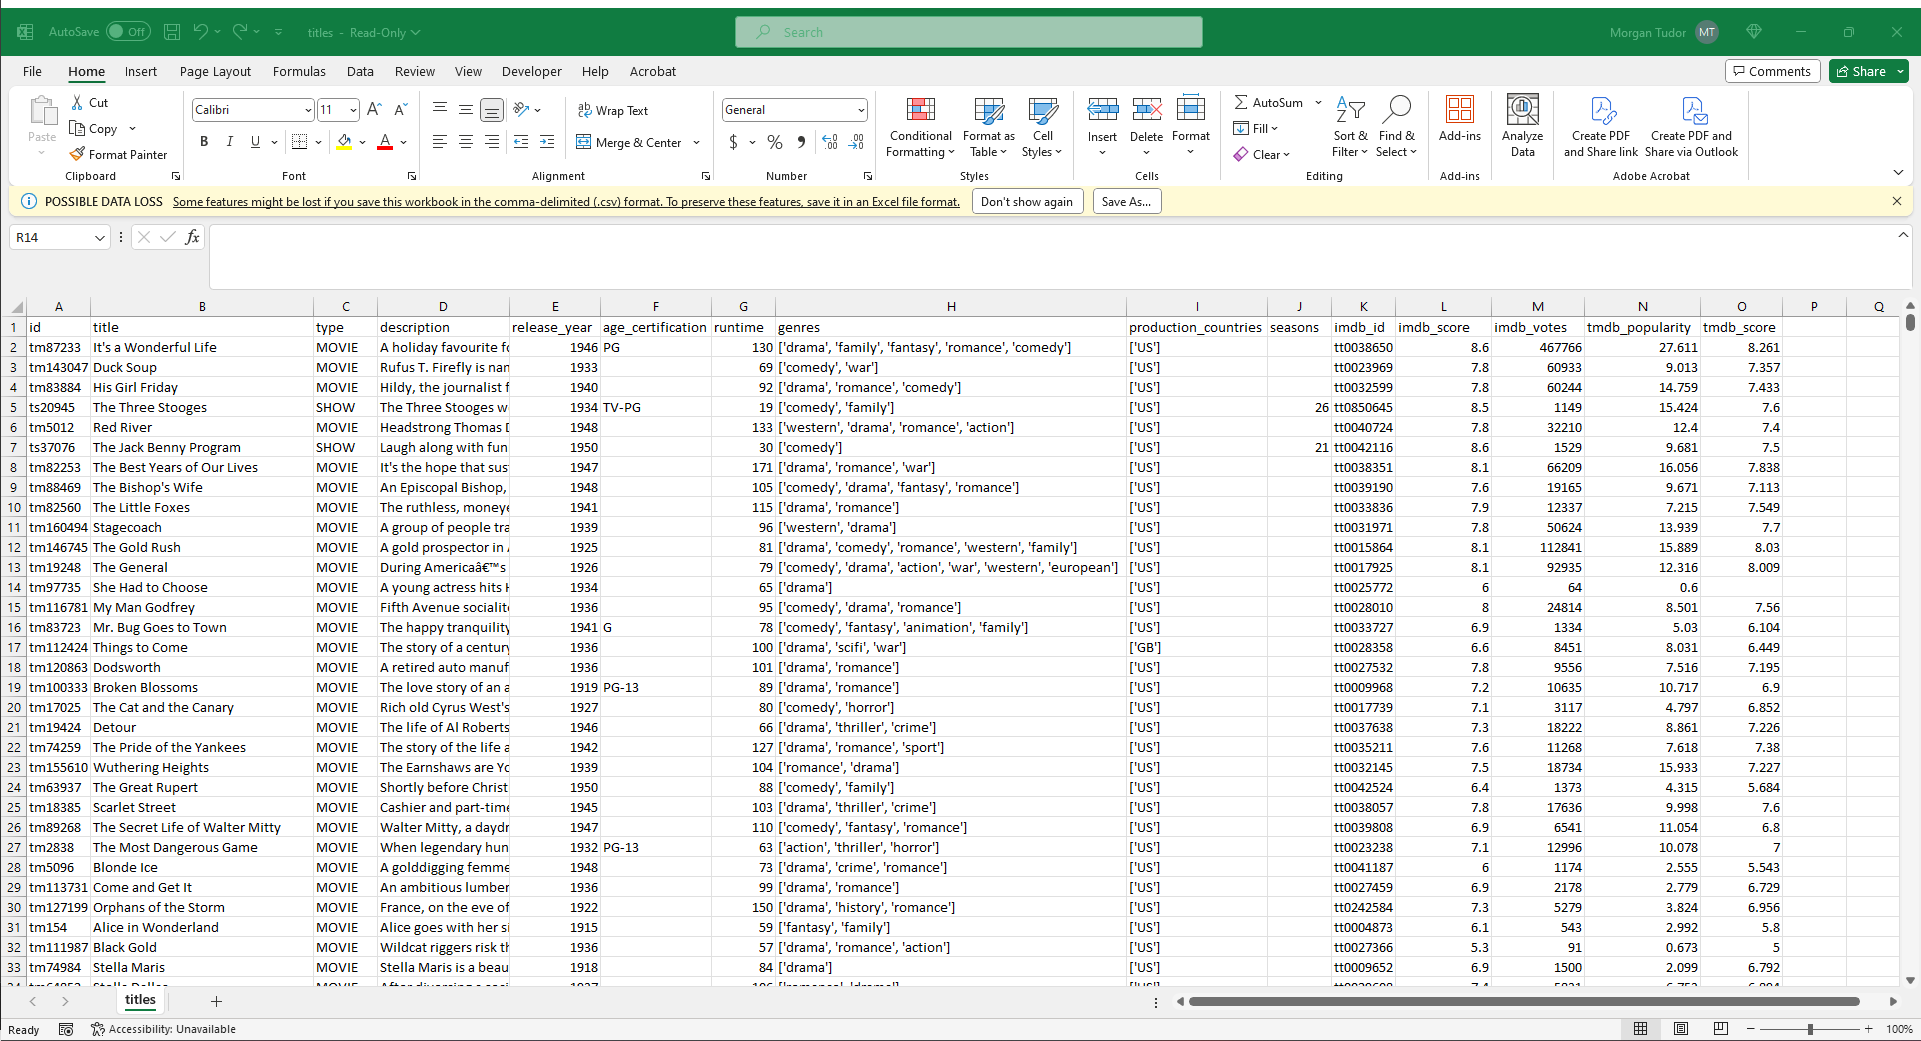 AutoSave Off titles - Read-Only Search Morgan Tudor MT
File Home Insert Page Layout Formulas Data Review View Developer Help Acrobat Comments Share
Paste Cut Copy Format Painter Clipboard
Calibri 11 B I U A Font
ab Wrap Text Merge & Center Alignment
General $ % Number
Conditional Formatting Format as Table Cell Styles Styles
Insert Delete Format Cells
AutoSum Fill Clear Sort & Filter Find & Select Editing
Add-ins Add-ins
Analyze Data
Create PDF and Share link Create PDF and Share via Outlook Adobe Acrobat
POSSIBLE DATA LOSS Some features might be lost if you save this workbook in the comma-delimited (.csv) format. To preserve these features, save it in an Excel file format. Don't show again Save As...
R14 fx
A B C D E F G H I J K L M N O P Q
1 id title type description release_year age_certification runtime genres production_countries seasons imdb_id imdb_score imdb_votes tmdb_popularity tmdb_score
2 tm87233 It's a Wonderful Life MOVIE A holiday favourite fo 1946 PG 130 ['drama', 'family', 'fantasy', 'romance', 'comedy'] ['US'] tt0038650 8.6 467766 27.611 8.261
3 tm143047 Duck Soup MOVIE Rufus T. Firefly is nam 1933 69 ['comedy', 'war'] ['US'] tt0023969 7.8 60933 9.013 7.357
4 tm83884 His Girl Friday MOVIE Hildy, the journalist f 1940 92 ['drama', 'romance', 'comedy'] ['US'] tt0032599 7.8 60244 14.759 7.433
5 ts20945 The Three Stooges SHOW The Three Stooges w 1934 TV-PG 19 ['comedy', 'family'] ['US'] 26 tt0850645 8.5 1149 15.424 7.6
6 tm5012 Red River MOVIE Headstrong Thomas D 1948 133 ['western', 'drama', 'romance', 'action'] ['US'] tt0040724 7.8 32210 12.4 7.4
7 ts37076 The Jack Benny Program SHOW Laugh along with fun 1950 30 ['comedy'] ['US'] 21 tt0042116 8.6 1529 9.681 7.5
8 tm82253 The Best Years of Our Lives MOVIE It's the hope that sus 1947 171 ['drama', 'romance', 'war'] ['US'] tt0038351 8.1 66209 16.056 7.838
9 tm88469 The Bishop's Wife MOVIE An Episcopal Bishop, 1948 105 ['comedy', 'drama', 'fantasy', 'romance'] ['US'] tt0039190 7.6 19165 9.671 7.113
10 tm82560 The Little Foxes MOVIE The ruthless, moneye 1941 115 ['drama', 'romance'] ['US'] tt0033836 7.9 12337 7.215 7.549
11 tm160494 Stagecoach MOVIE A group of people tra 1939 96 ['western', 'drama'] ['US'] tt0031971 7.8 50624 13.939 7.7
12 tm146745 The Gold Rush MOVIE A gold prospector in 1925 81 ['drama', 'comedy', 'romance', 'western', 'family'] ['US'] tt0015864 8.1 112841 15.889 8.03
13 tm19248 The General MOVIE During Americaâ€™s 1926 79 ['comedy', 'drama', 'action', 'war', 'western', 'european'] ['US'] tt0017925 8.1 92935 12.316 8.009
14 tm97735 She Had to Choose MOVIE A young actress hits H 1934 65 ['drama'] ['US'] tt0025772 6 64 0.6
15 tm116781 My Man Godfrey MOVIE Fifth Avenue socialit 1936 95 ['comedy', 'drama', 'romance'] ['US'] tt0028010 8 24814 8.501 7.56
16 tm83723 Mr. Bug Goes to Town MOVIE The happy tranquility 1941 G 78 ['comedy', 'fantasy', 'animation', 'family'] ['US'] tt0033727 6.9 1334 5.03 6.104
17 tm112424 Things to Come MOVIE The story of a century 1936 100 ['drama', 'scifi', 'war'] ['GB'] tt0028358 6.6 8451 8.031 6.449
18 tm120863 Dodsworth MOVIE A retired auto manuf 1936 101 ['drama', 'romance'] ['US'] tt0027532 7.8 9556 7.516 7.195
19 tm100333 Broken Blossoms MOVIE The love story of an a 1919 PG-13 89 ['drama', 'romance'] ['US'] tt0009968 7.2 10635 10.717 6.9
20 tm17025 The Cat and the Canary MOVIE Rich old Cyrus West's 1927 80 ['comedy', 'horror'] ['US'] tt0017739 7.1 3117 4.797 6.852
21 tm19424 Detour MOVIE The life of Al Roberts 1946 66 ['drama', 'thriller', 'crime'] ['US'] tt0037638 7.3 18222 8.861 7.226
22 tm74259 The Pride of the Yankees MOVIE The story of the life a 1942 127 ['drama', 'romance', 'sport'] ['US'] tt0035211 7.6 11268 7.618 7.38
23 tm155610 Wuthering Heights MOVIE The Earnshaws are Yo 1939 104 ['romance', 'drama'] ['US'] tt0032145 7.5 18734 15.933 7.227
24 tm63937 The Great Rupert MOVIE Shortly before Christ 1950 88 ['comedy', 'family'] ['US'] tt0042524 6.4 1373 4.315 5.684
25 tm18385 Scarlet Street MOVIE Cashier and part-time 1945 103 ['drama', 'thriller', 'crime'] ['US'] tt0038057 7.8 17636 9.998 7.6
26 tm89268 The Secret Life of Walter Mitty MOVIE Walter Mitty, a daydr 1947 110 ['comedy', 'fantasy', 'romance'] ['US'] tt0039808 6.9 6541 11.054 6.8
27 tm2838 The Most Dangerous Game MOVIE When legendary hun 1932 PG-13 63 ['action', 'thriller', 'horror'] ['US'] tt0023238 7.1 12996 10.078 7
28 tm5096 Blonde Ice MOVIE A golddigging femme 1948 73 ['drama', 'crime', 'romance'] ['US'] tt0041187 6 1174 2.555 5.543
29 tm113731 Come and Get It MOVIE An ambitious lumber 1936 99 ['drama', 'romance'] ['US'] tt0027459 6.9 2178 2.779 6.729
30 tm127199 Orphans of the Storm MOVIE France, on the eve of 1922 150 ['drama', 'history', 'romance'] ['US'] tt0242584 7.3 5279 3.824 6.956
31 tm154 Alice in Wonderland MOVIE Alice goes with her si 1915 59 ['fantasy', 'family'] ['US'] tt0004873 6.1 543 2.992 5.8
32 tm111987 Black Gold MOVIE Wildcat riggers risk th 1936 57 ['drama', 'romance', 'action'] ['US'] tt0027366 5.3 91 0.673 5
33 tm74984 Stella Maris MOVIE Stella Maris is a beau 1918 84 ['drama'] ['US'] tt0009652 6.9 1500 2.099 6.792
titles
Ready Accessibility: Unavailable 100%